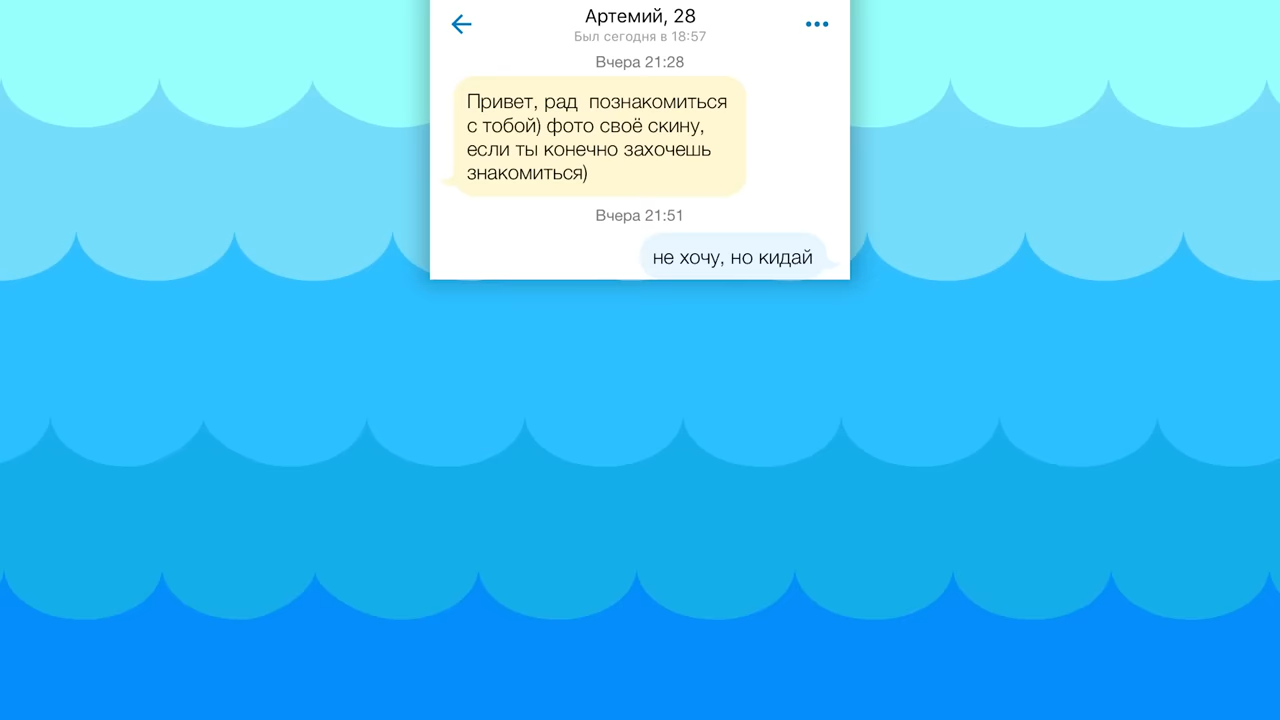 Артемий, 28
Был сегодня в 18:57
Вчера 21:28
Привет, рад познакомиться
с тобой) фото своё скину,
если ты конечно захочешь
знакомиться)
Вчера 21:51
не хочу, но кидай